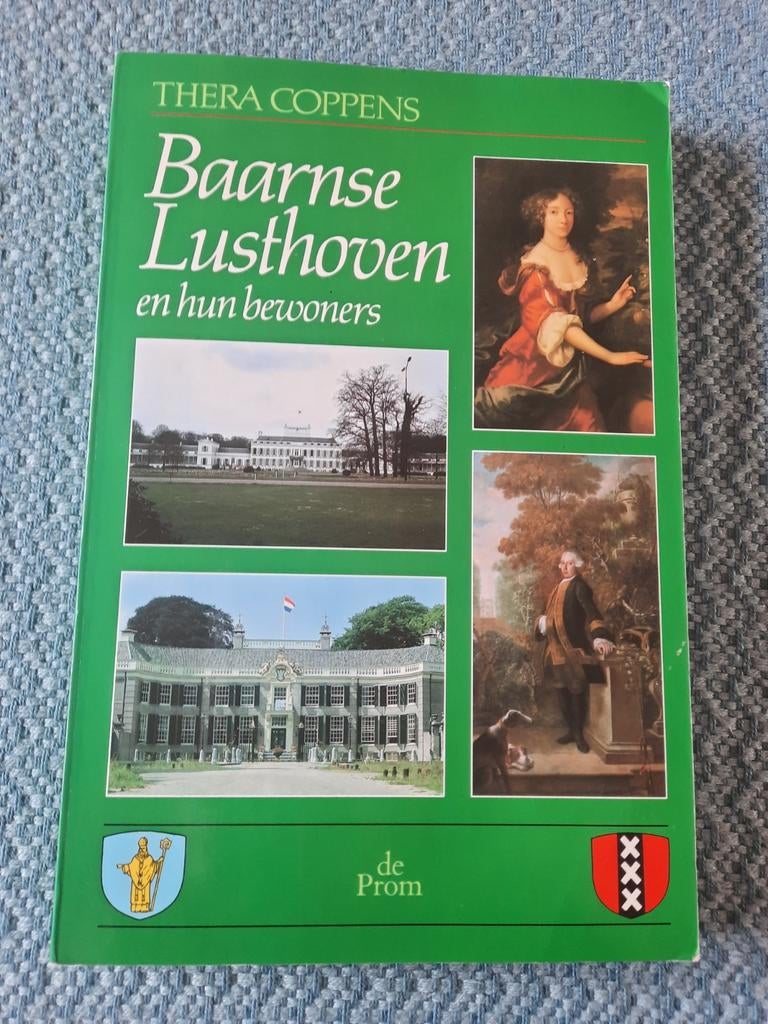 THERA COPPENS
Baarnse
Lusthoven
en hun bewoners
de
Prom